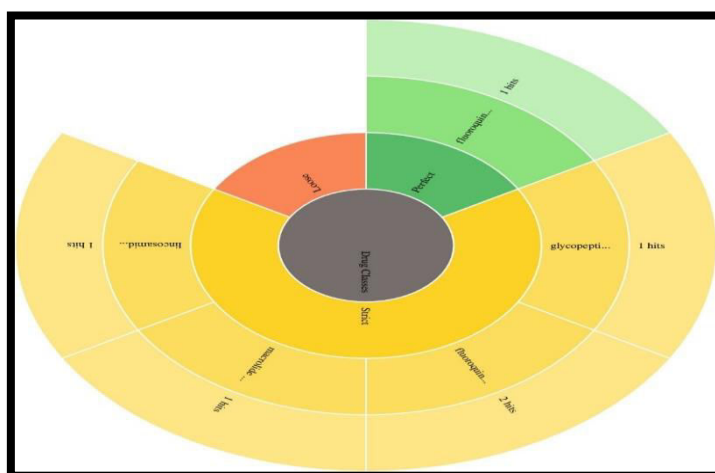 Drug Classes
Perfect
fluoroquin...
1 hits
Strict
glycopepti...
1 hits
fluoroquin...
2 hits
macrolide ...
1 hits
lincosamid...
1 hits
Loose